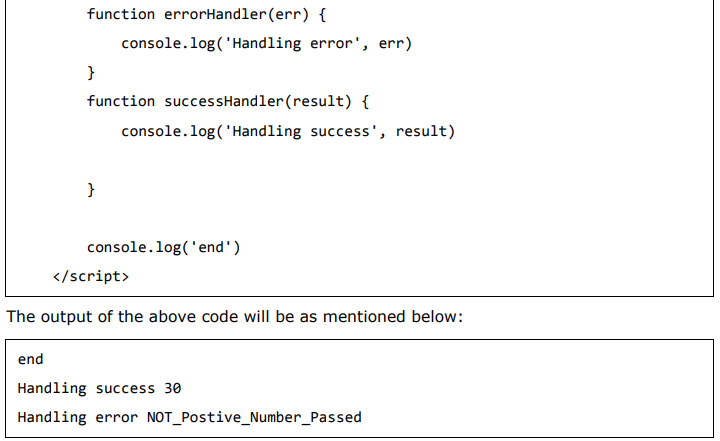 function errorHandler(err) {
console.log('Handling error', err)
}
function successHandler(result) {
console.log('Handling success', result)
}
console.log('end')
</script>
The output of the above code will be as mentioned below:
end
Handling success 30
Handling error NOT_Postive_Number_Passed